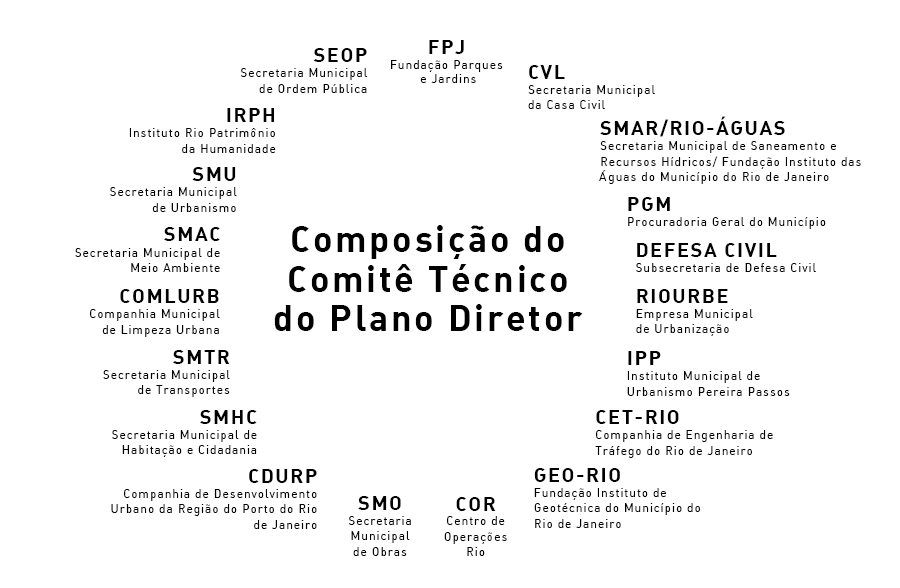 FPJ
Fundação Parques
e Jardins
CVL
Secretaria Municipal
da Casa Civil
SMAR/RIO-ÁGUAS
Secretaria Municipal de Saneamento e
Recursos Hídricos/ Fundação Instituto das
Águas do Município do Rio de Janeiro
PGM
Procuradoria Geral do Município
DEFESA CIVIL
Subsecretaria de Defesa Civil
RIOURBE
Empresa Municipal
de Urbanização
IPP
Instituto Municipal de
Urbanismo Pereira Passos
CET-RIO
Companhia de Engenharia de
Tráfego do Rio de Janeiro
GEO-RIO
Fundação Instituto de
Geotécnica do Município do
Rio de Janeiro
COR
Centro de
Operações
Rio
SMO
Secretaria
Municipal
de Obras
CDURP
Companhia de Desenvolvimento
Urbano da Região do Porto do Rio
de Janeiro
SMHC
Secretaria Municipal de
Habitação e Cidadania
SMTR
Secretaria Municipal
de Transportes
COMLURB
Companhia Municipal
de Limpeza Urbana
SMAC
Secretaria Municipal de
Meio Ambiente
SMU
Secretaria Municipal
de Urbanismo
IRPH
Instituto Rio Patrimônio
da Humanidade
SEOP
Secretaria Municipal
de Ordem Pública
Composição do
Comitê Técnico
do Plano Diretor